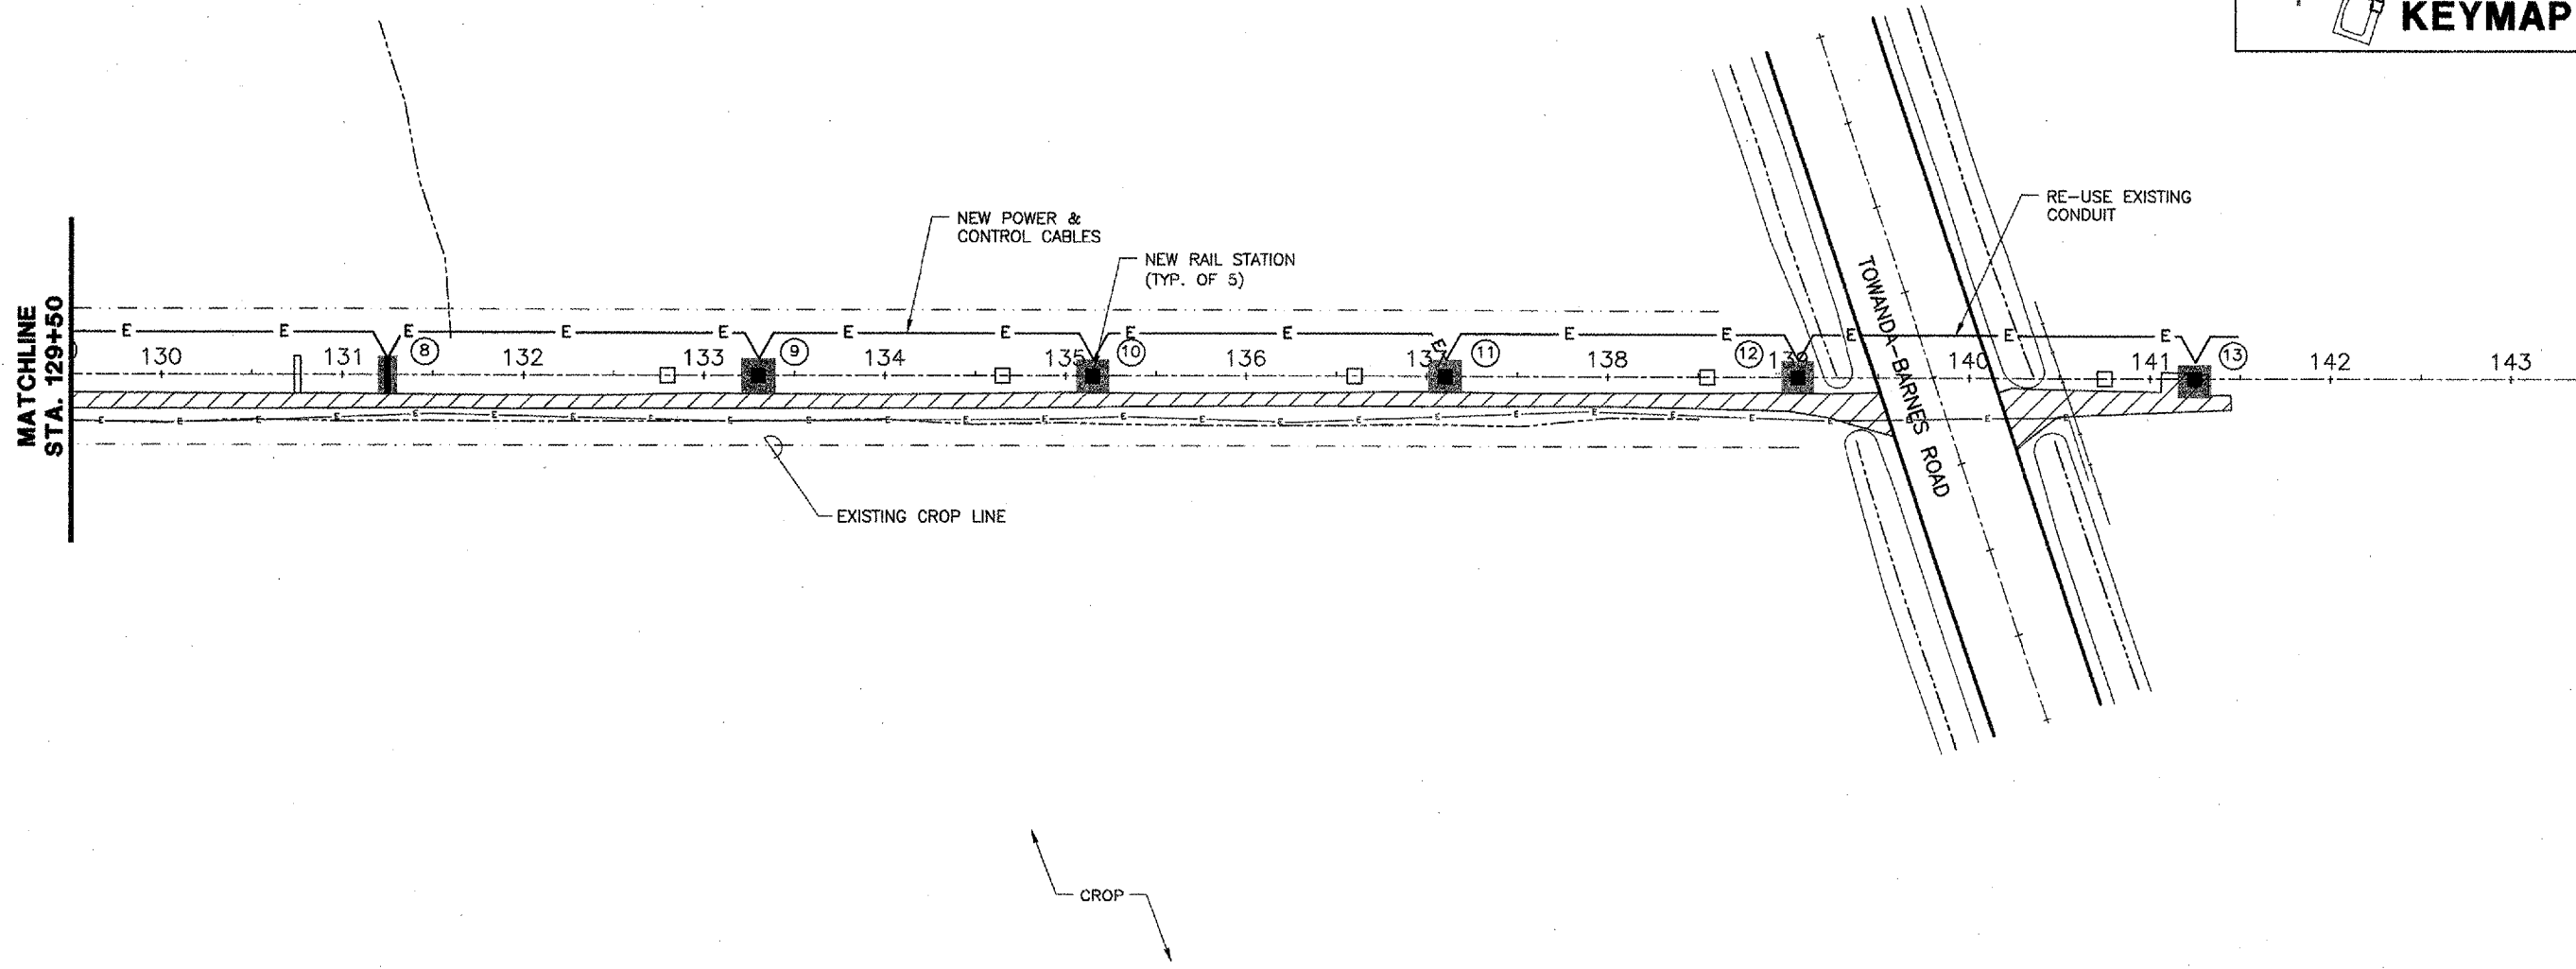 KEYMAP
RE-USE EXISTING
CONDUIT
NEW POWER &
CONTROL CABLES
NEW RAIL STATION
(TYP. OF 5)
MATCHLINE
STA. 129+50
TOWANDA-BARNES ROAD
E E E E E E E E E E E E E E
8 9 10 11 12 13
130 131 132 133 134 135 136 137 138 139 140 141 142 143
E E E E E E E E E E E E E E E E E E E E E E E E E E
EXISTING CROP LINE
CROP